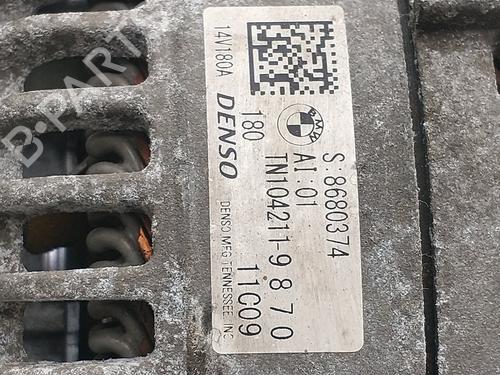 S:8680374
BMW
AI:01
TN104211-9870
180
11C09
DENSO
14V180A
DENSO MFG TENNESSEE, INC.
B-PARTS